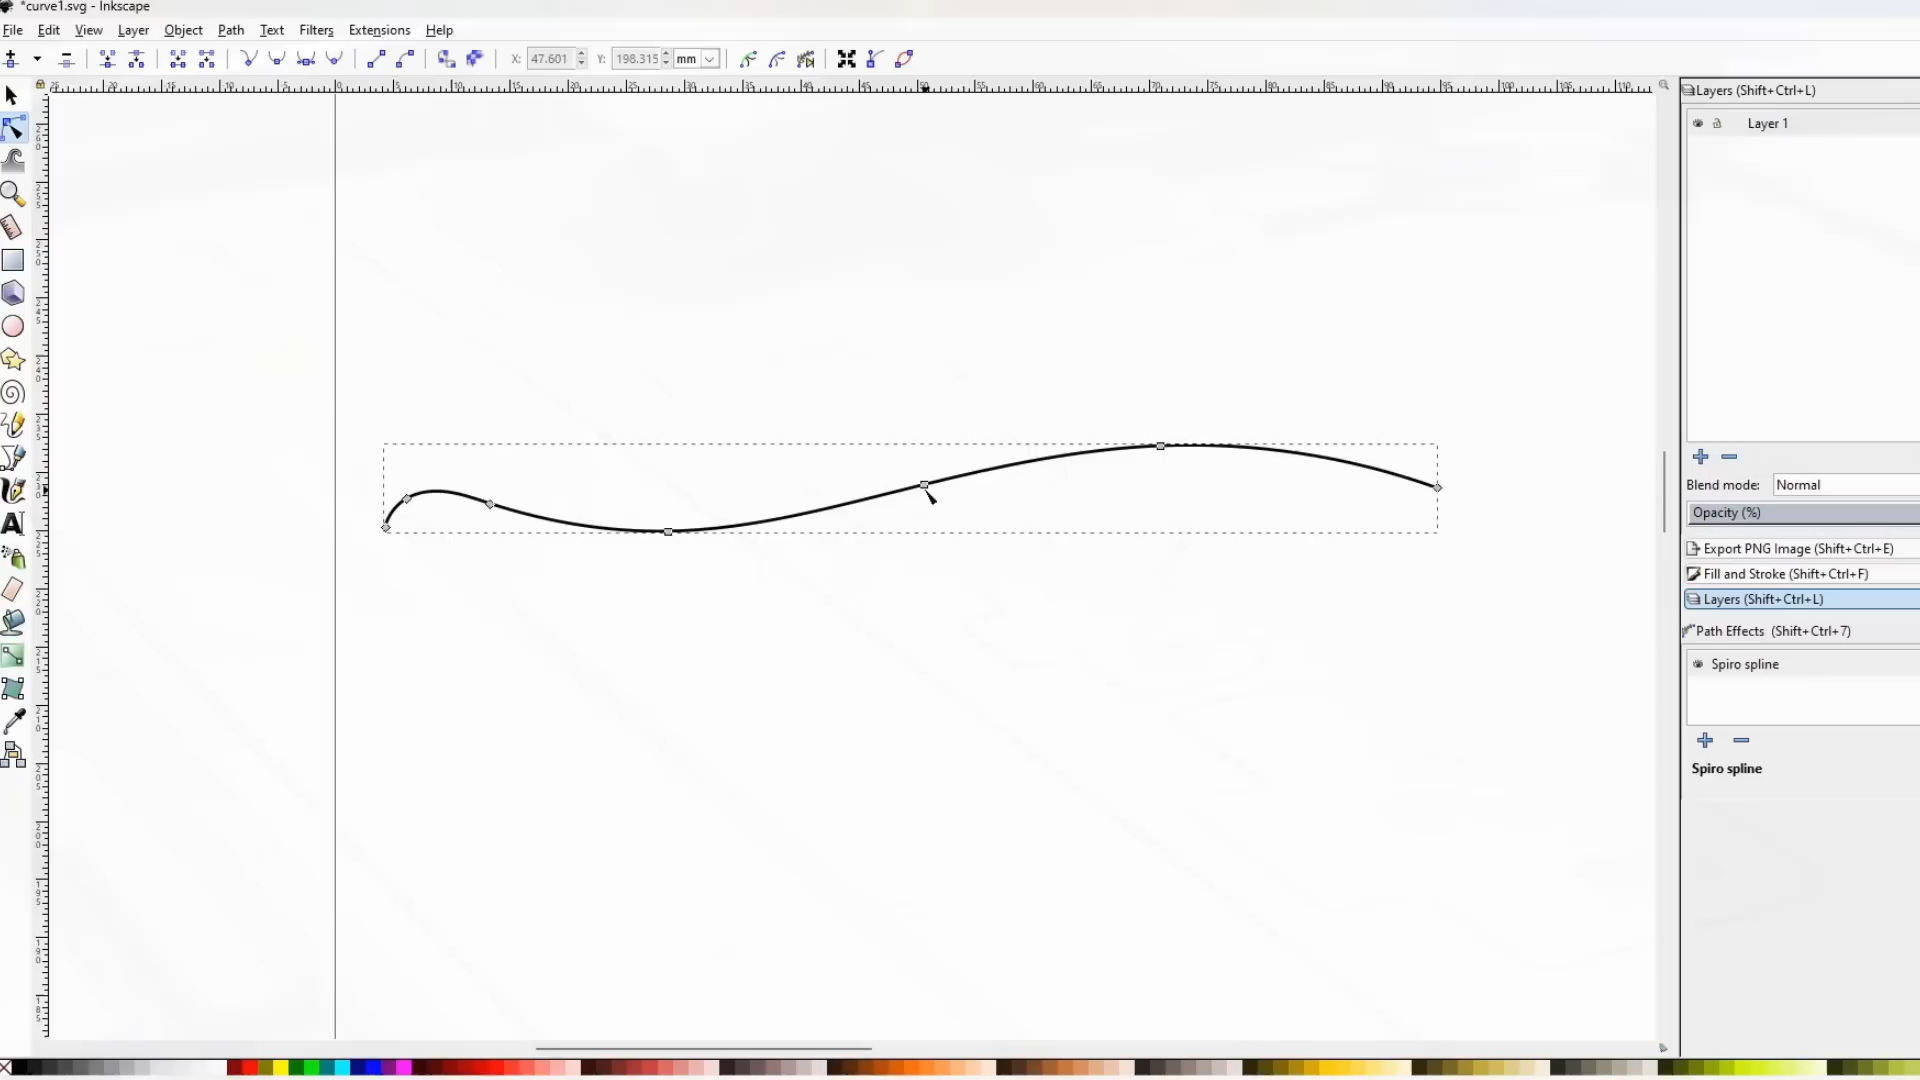 *curve1.svg - Inkscape
File Edit View Layer Object Path Text Filters Extensions Help
X: 47.601 Y: 198.315 mm
Layers (Shift+Ctrl+L)
Layer 1
Blend mode: Normal
Opacity (%)
Export PNG Image (Shift+Ctrl+E)
Fill and Stroke (Shift+Ctrl+F)
Layers (Shift+Ctrl+L)
Path Effects (Shift+Ctrl+7)
Spiro spline
Spiro spline